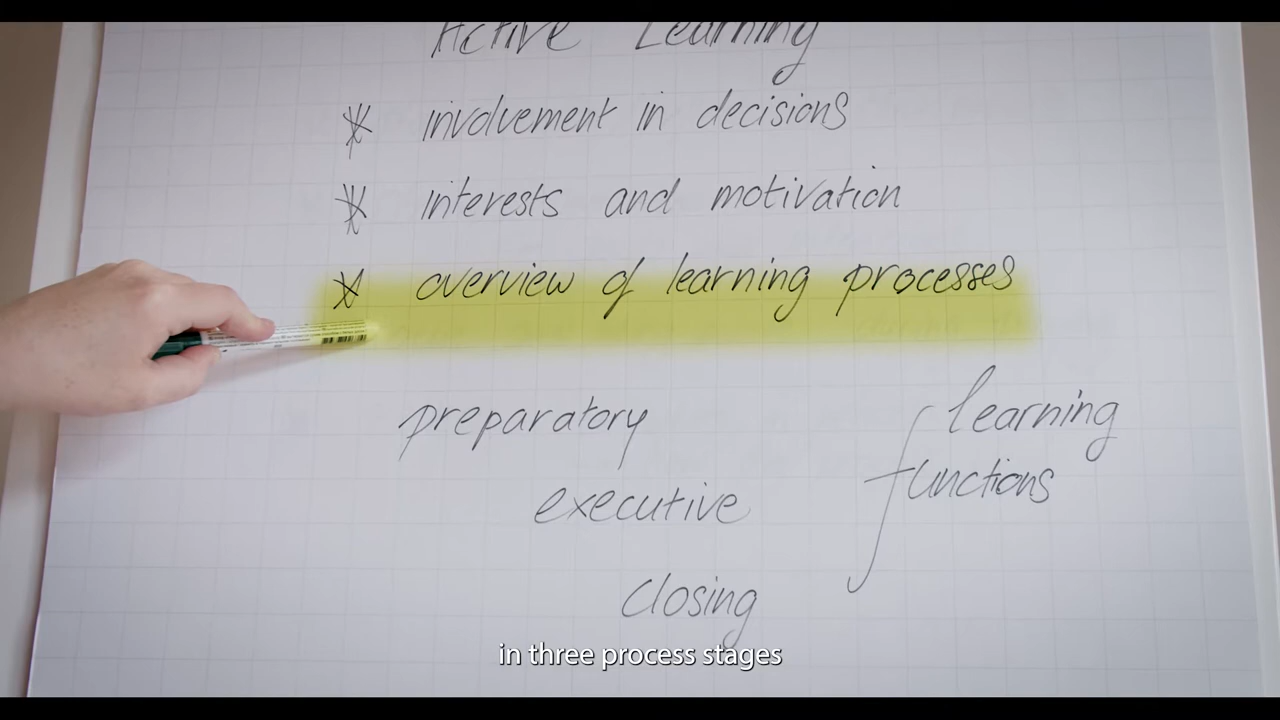 Active Learning
* involvement in decisions
* interests and motivation
* overview of learning processes
preparatory
learning
functions
executive
closing
in three process stages